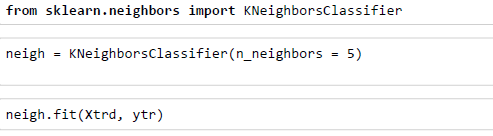 from sklearn.neighbors import KNeighborsClassifier
neigh = KNeighborsClassifier(n_neighbors = 5)
neigh.fit(Xtrd, ytr)